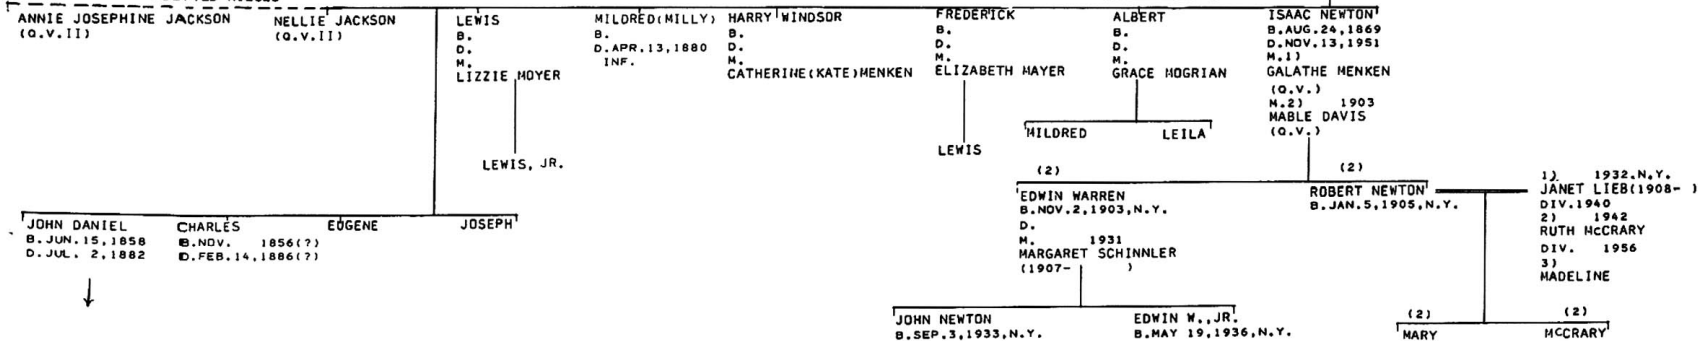 ANNIE JOSEPHINE JACKSON
(Q.V.II)
NELLIE JACKSON
(Q.V.II)
LEWIS
B.
D.
M.
LIZZIE MOYER
LEWIS, JR.
MILDRED(MILLY)
B.
D.APR.13,1880
INF.
HARRY WINDSOR
B.
D.
M.
CATHERINE(KATE)MENKEN
FREDERICK
B.
D.
M.
ELIZABETH MAYER
LEWIS
ALBERT
B.
D.
M.
GRACE MOGRIAN
MILDRED
LEILA
ISAAC NEWTON
B.AUG.24,1869
D.NOV.13,1951
M.1)
GALATHE MENKEN
(Q.V.)
M.2) 1903
MABLE DAVIS
(Q.V.)
(2)
EDWIN WARREN
B.NOV.2,1903,N.Y.
D.
M. 1931
MARGARET SCHINNLER
(1907- )
(2)
ROBERT NEWTON
B.JAN.5,1905,N.Y.
1) 1932,N.Y.
JANET LIEB(1908- )
DIV.1940
2) 1942
RUTH McCRARY
DIV. 1956
3)
MADELINE
JOHN DANIEL
B.JUN.15,1858
D.JUL. 2,1882
CHARLES
B.NOV. 1856(?)
D.FEB.14,1886(?)
EUGENE
JOSEPH
JOHN NEWTON
B.SEP.3,1933,N.Y.
EDWIN W.,JR.
B.MAY 19,1936,N.Y.
(2)
MARY
(2)
McCRARY